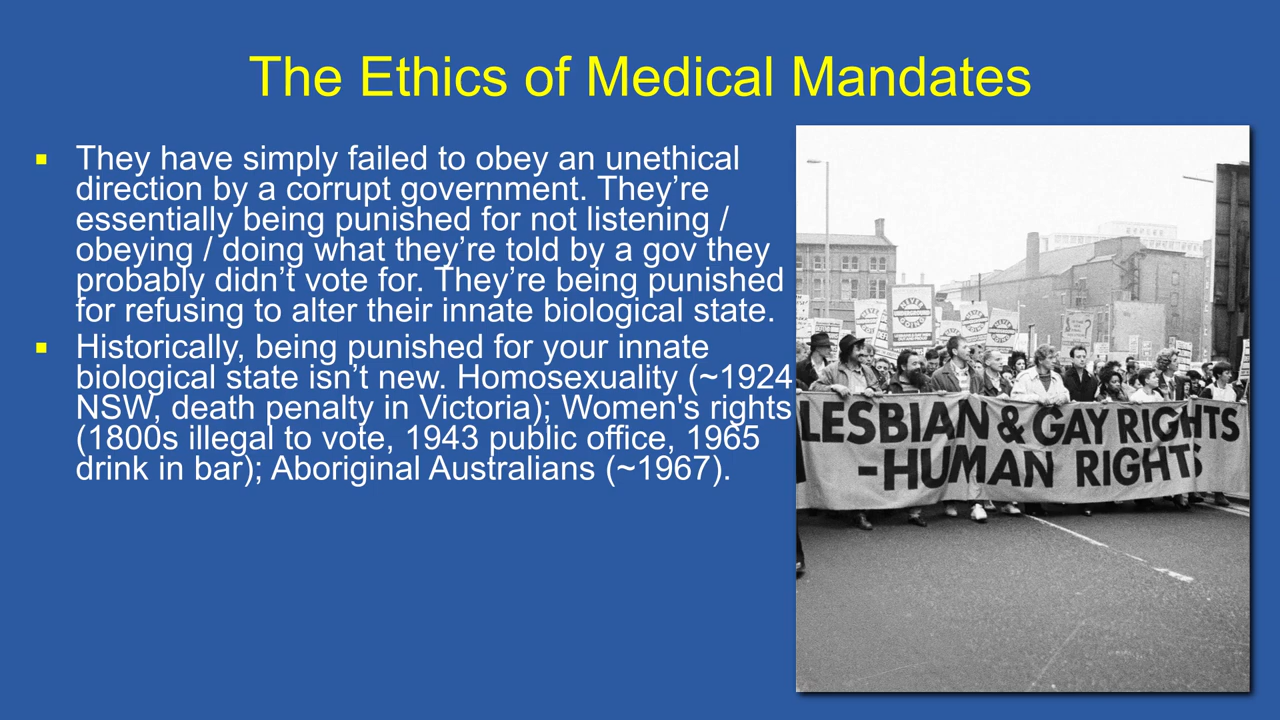 The Ethics of Medical Mandates
They have simply failed to obey an unethical
direction by a corrupt government. They’re
essentially being punished for not listening /
obeying / doing what they’re told by a gov they
probably didn’t vote for. They’re being punished
for refusing to alter their innate biological state.
Historically, being punished for your innate
biological state isn’t new. Homosexuality (~1924
NSW, death penalty in Victoria); Women's rights
(1800s illegal to vote, 1943 public office, 1965
drink in bar); Aboriginal Australians (~1967).
LESBIAN & GAY RIGHTS
-HUMAN RIGHTS